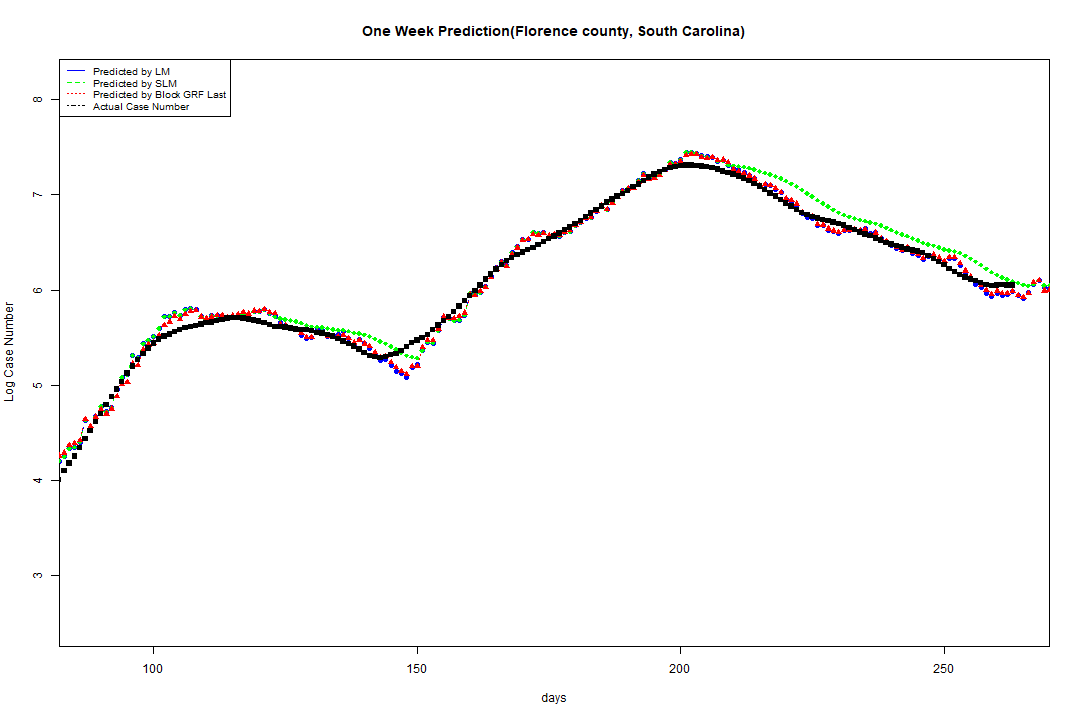 One Week Prediction(Florence county, South Carolina)
Predicted by LM
Predicted by SLM
Predicted by Block GRF Last
Actual Case Number
8
7
6
5
4
3
Log Case Number
100
150
200
250
days